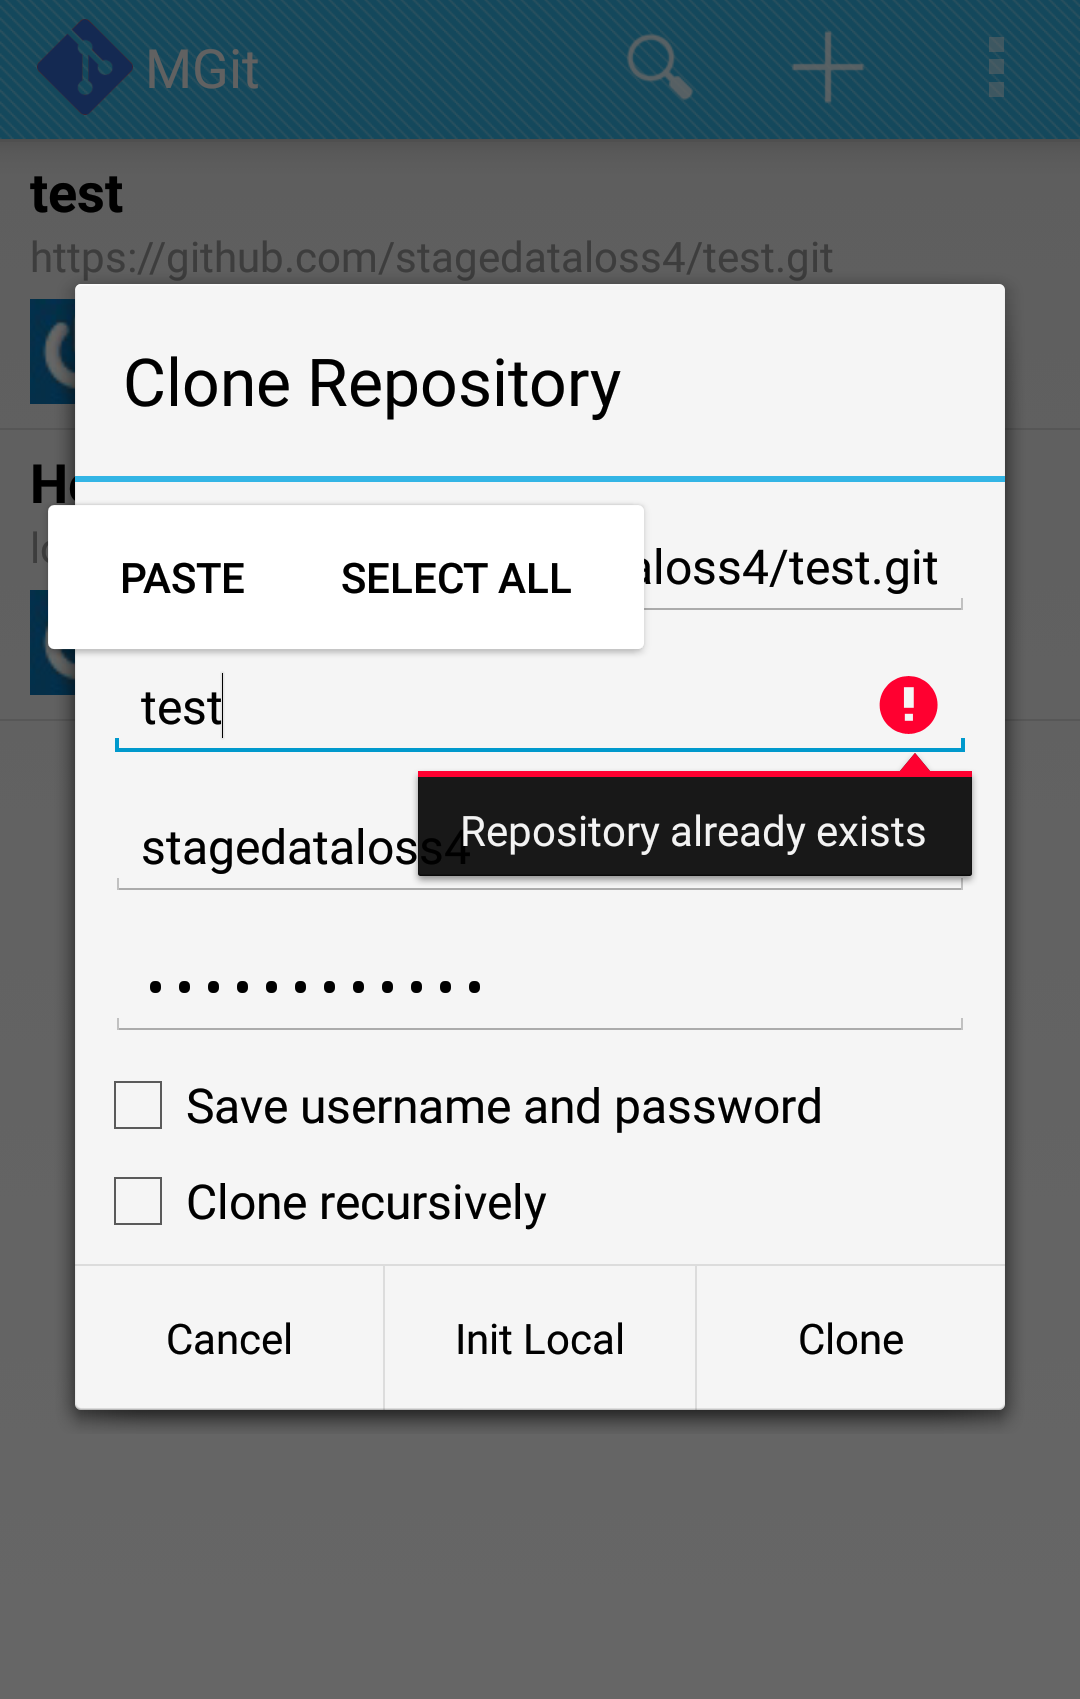 MGit
test
https://github.com/stagedataloss4/test.git
Clone Repository
PASTE SELECT ALL
aloss4/test.git
test
stagedataloss4
Repository already exists
Save username and password
Clone recursively
Cancel Init Local Clone